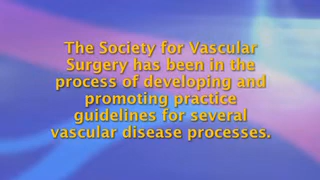 The Society for Vascular
Surgery has been in the
process of developing and
promoting practice
guidelines for several
vascular disease processes.